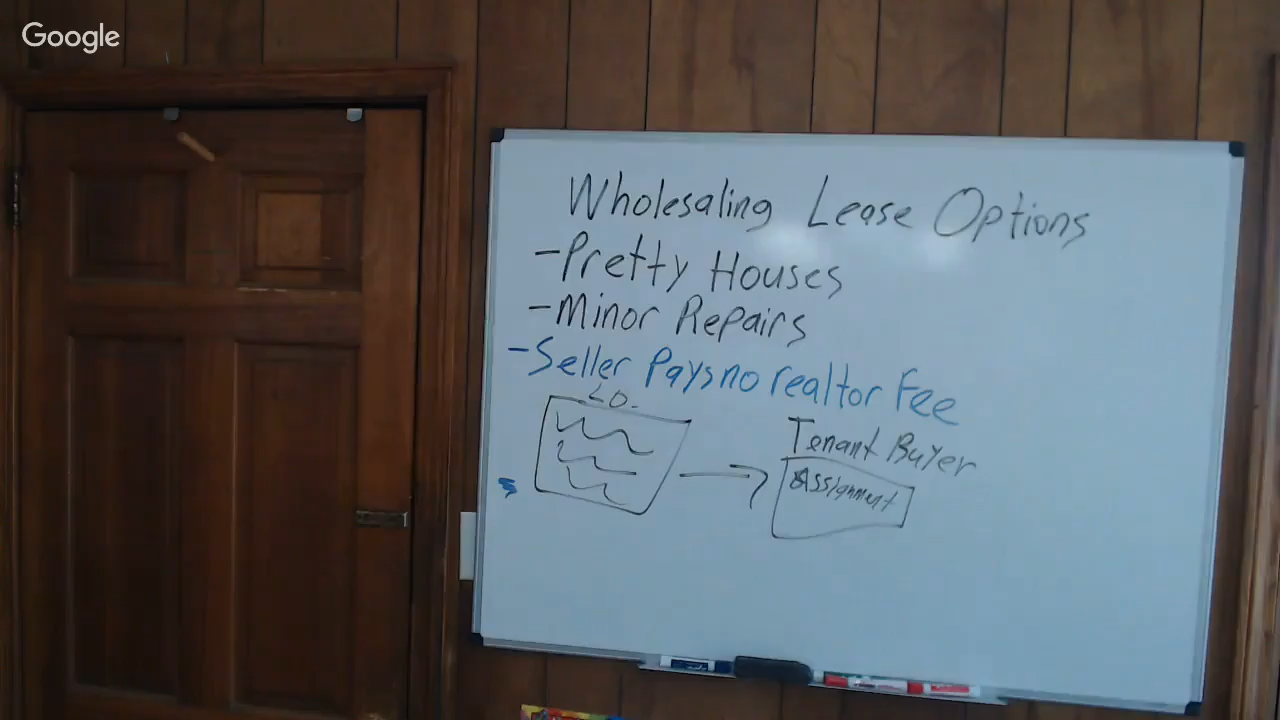 Google
Wholesaling Lease Options
-Pretty Houses
-Minor Repairs
-Seller Pays no realtor Fee
L.O.
Tenant Buyer
Assignment